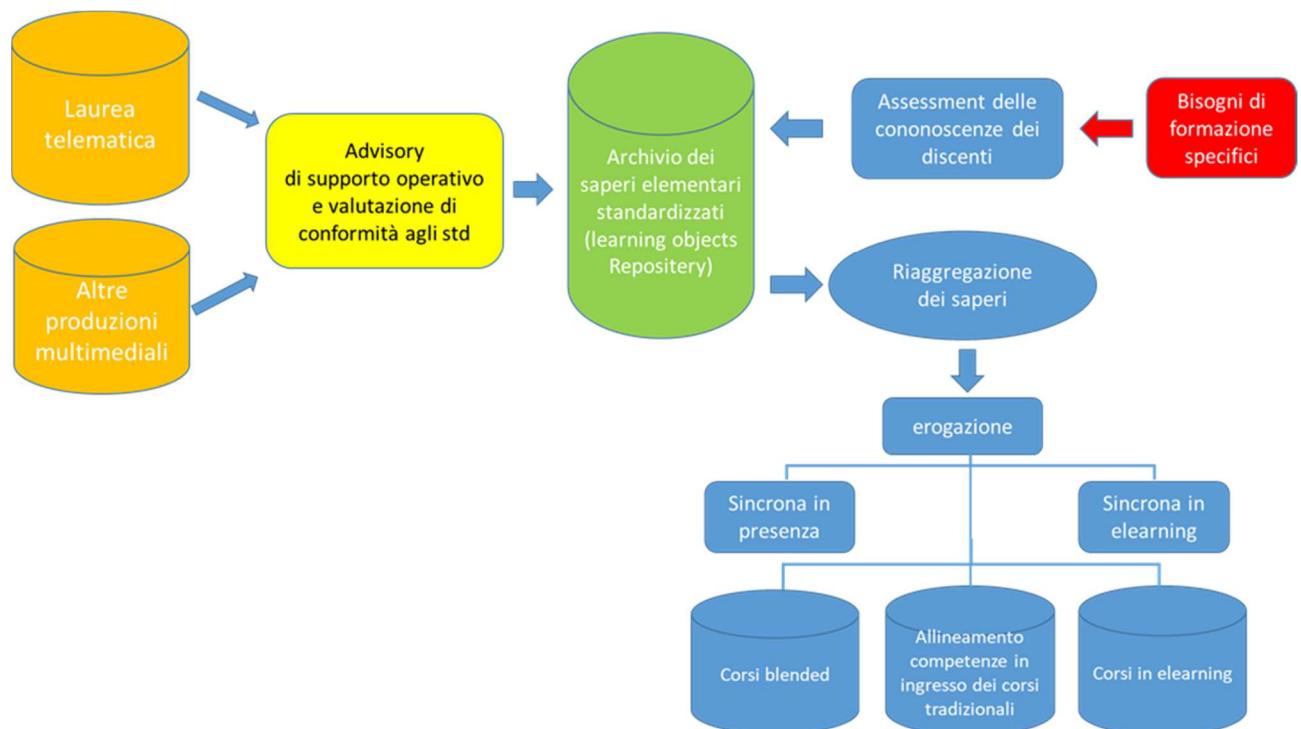 Laurea
telematica
Altre
produzioni
multimediali
Advisory
di supporto operativo
e valutazione di
conformità agli std
Archivio dei
saperi elementari
standardizzati
(learning objects
Repositery)
Assessment delle
cononoscenze dei
discenti
Bisogni di
formazione
specifici
Riaggregazione
dei saperi
erogazione
Sincrona in
presenza
Sincrona in
elearning
Corsi blended
Allineamento
competenze in
ingresso dei corsi
tradizionali
Corsi in elearning